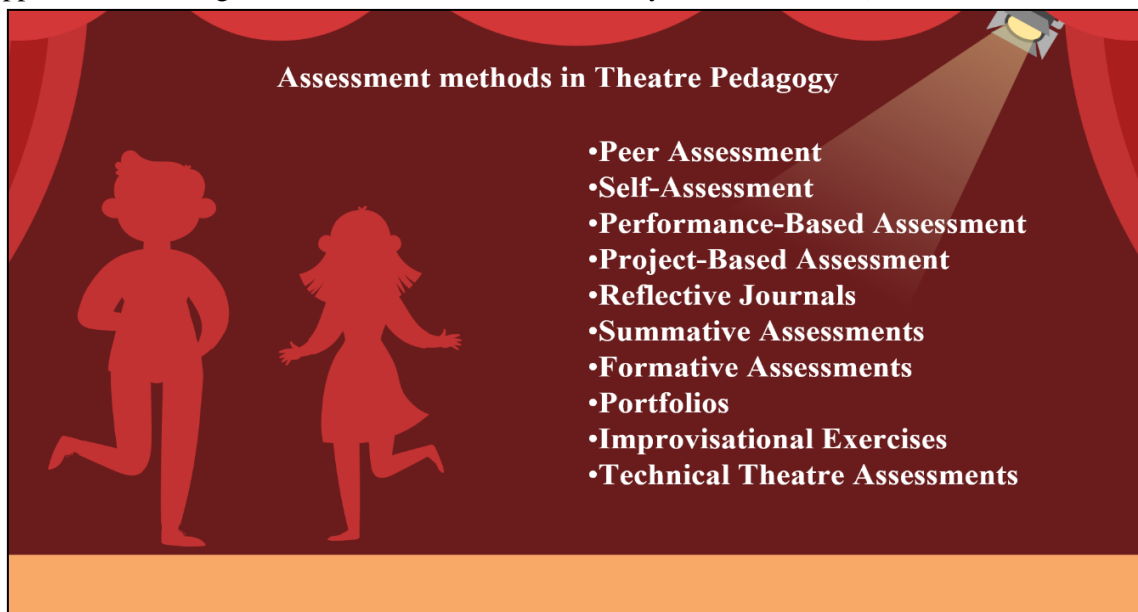 Assessment methods in Theatre Pedagogy
•Peer Assessment
•Self-Assessment
•Performance-Based Assessment
•Project-Based Assessment
•Reflective Journals
•Summative Assessments
•Formative Assessments
•Portfolios
•Improvisational Exercises
•Technical Theatre Assessments